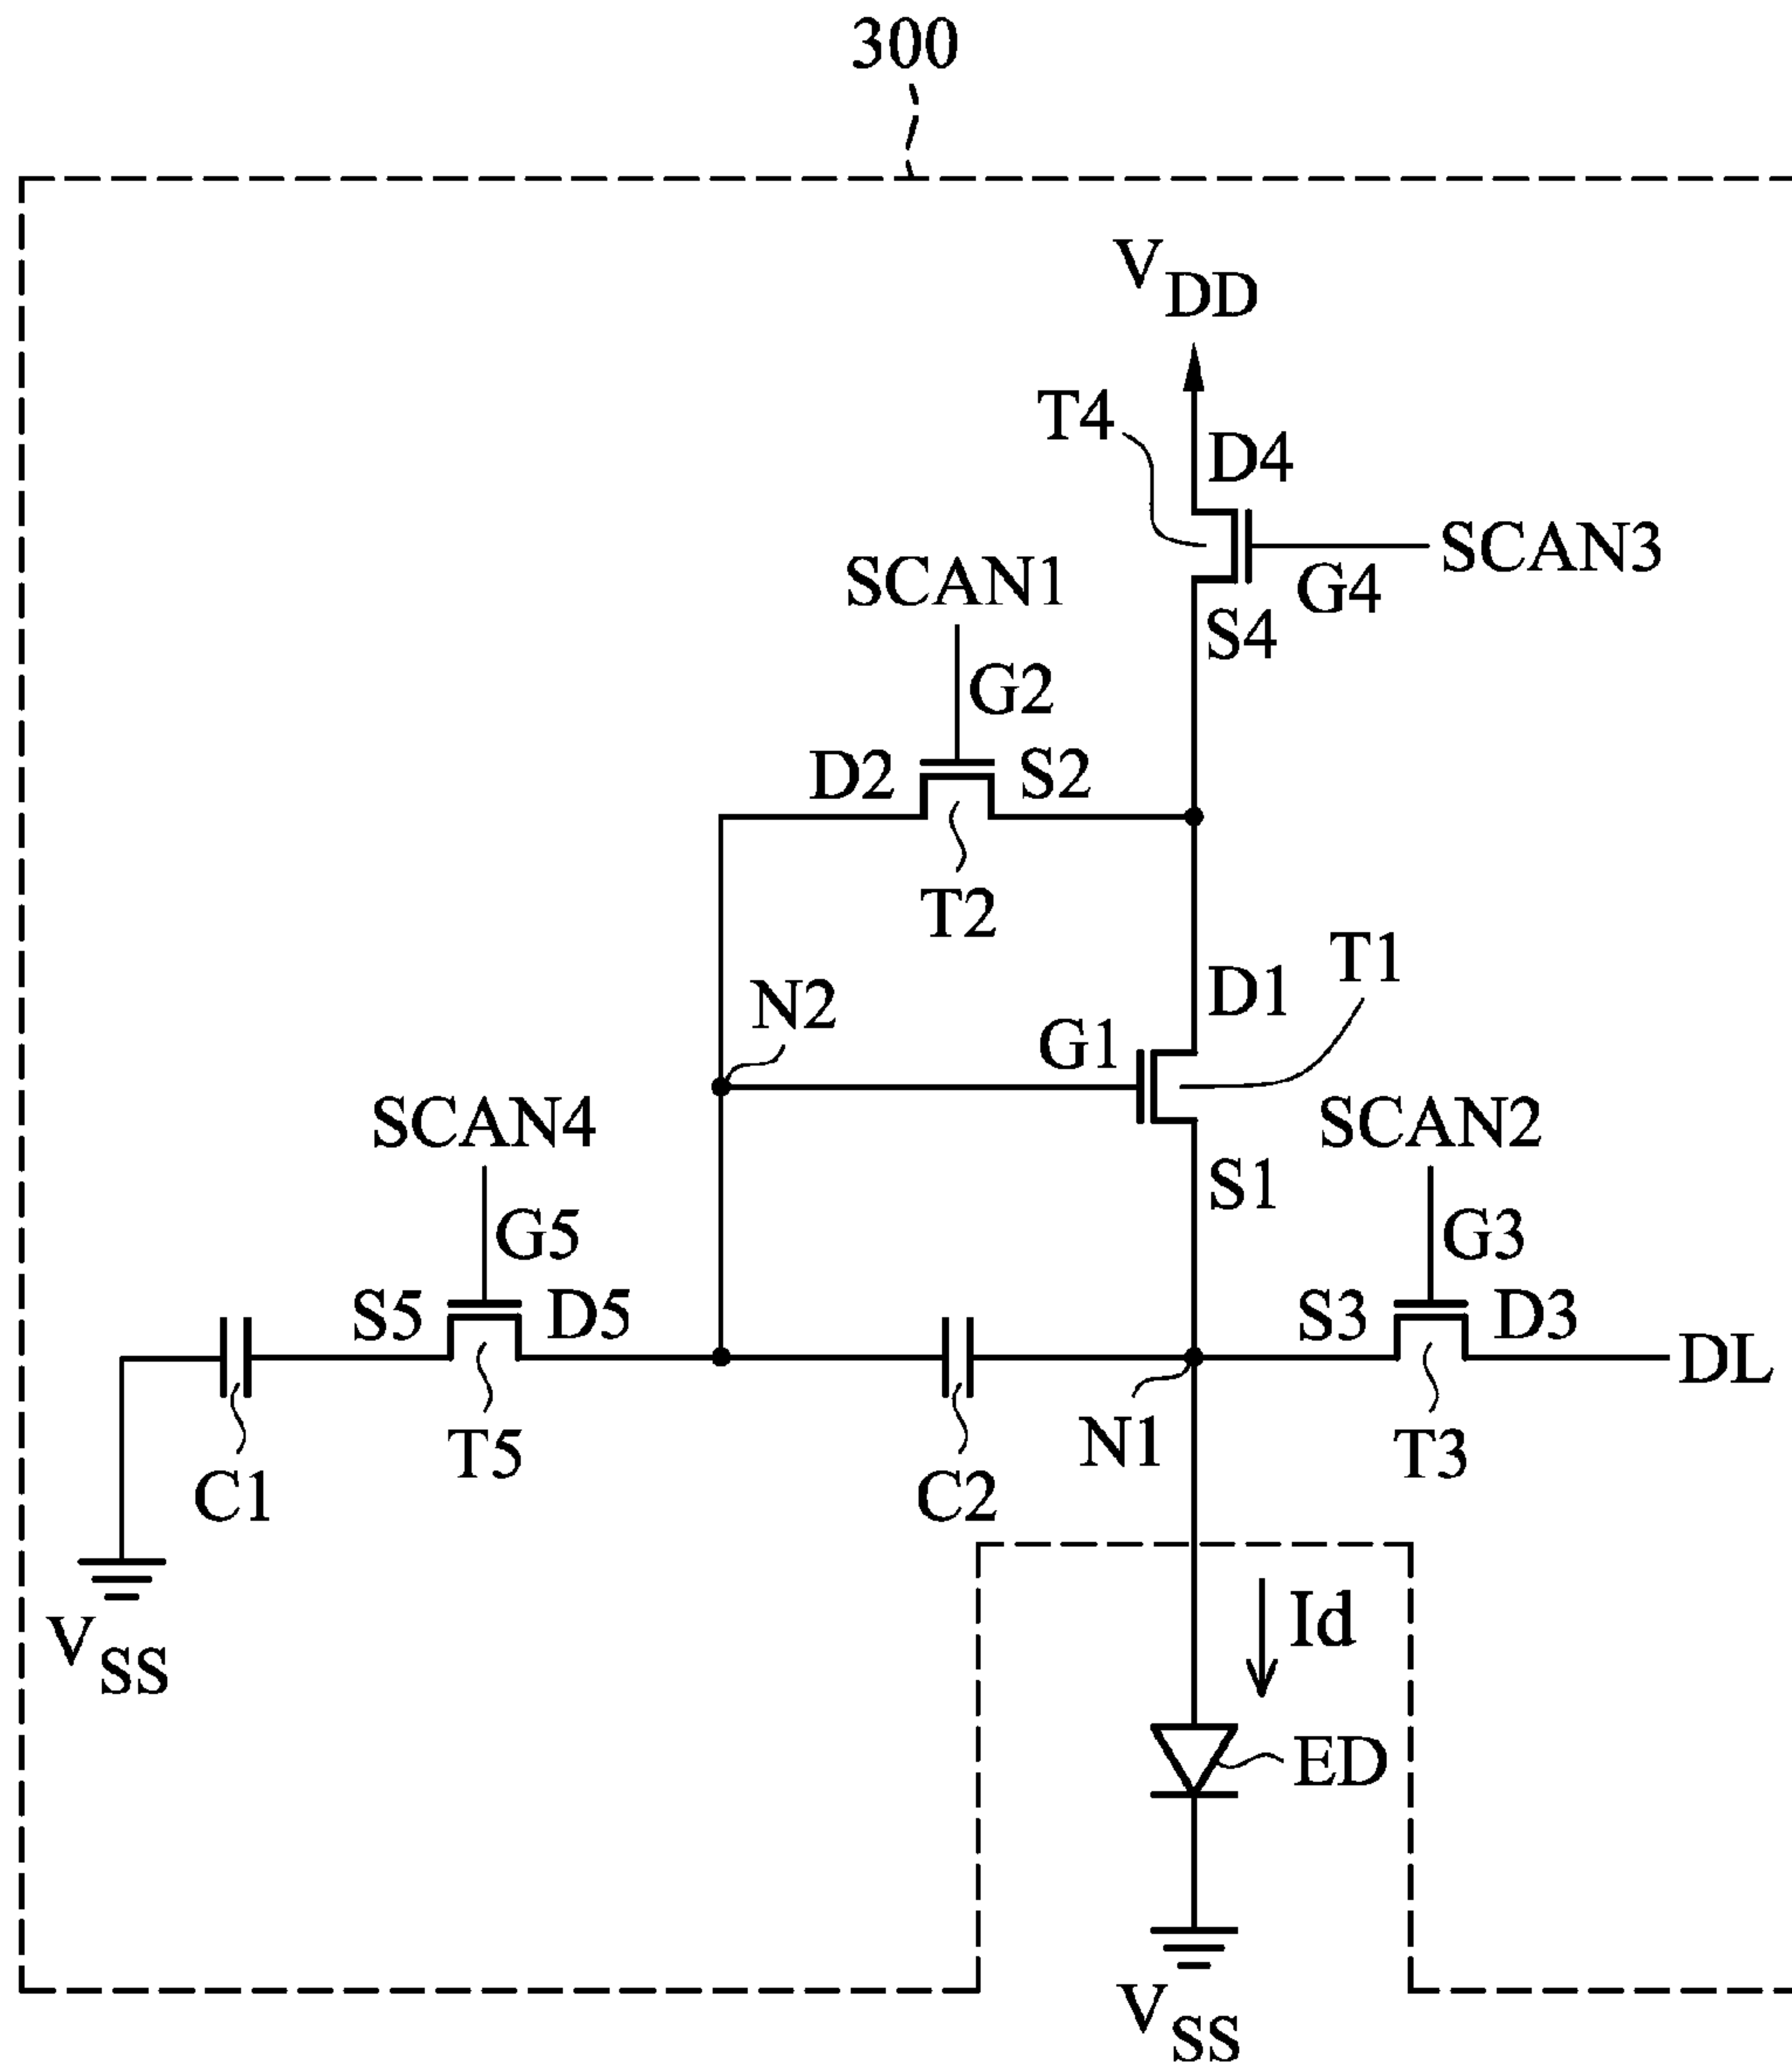 300
VDD
T4
D4
SCAN3
SCAN1
G4
S4
G2
D2
S2
T2
T1
D1
N2
G1
SCAN4
SCAN2
S1
G5
G3
S5
D5
S3
D3
DL
N1
T5
T3
C1
C2
Id
VSS
ED
VSS